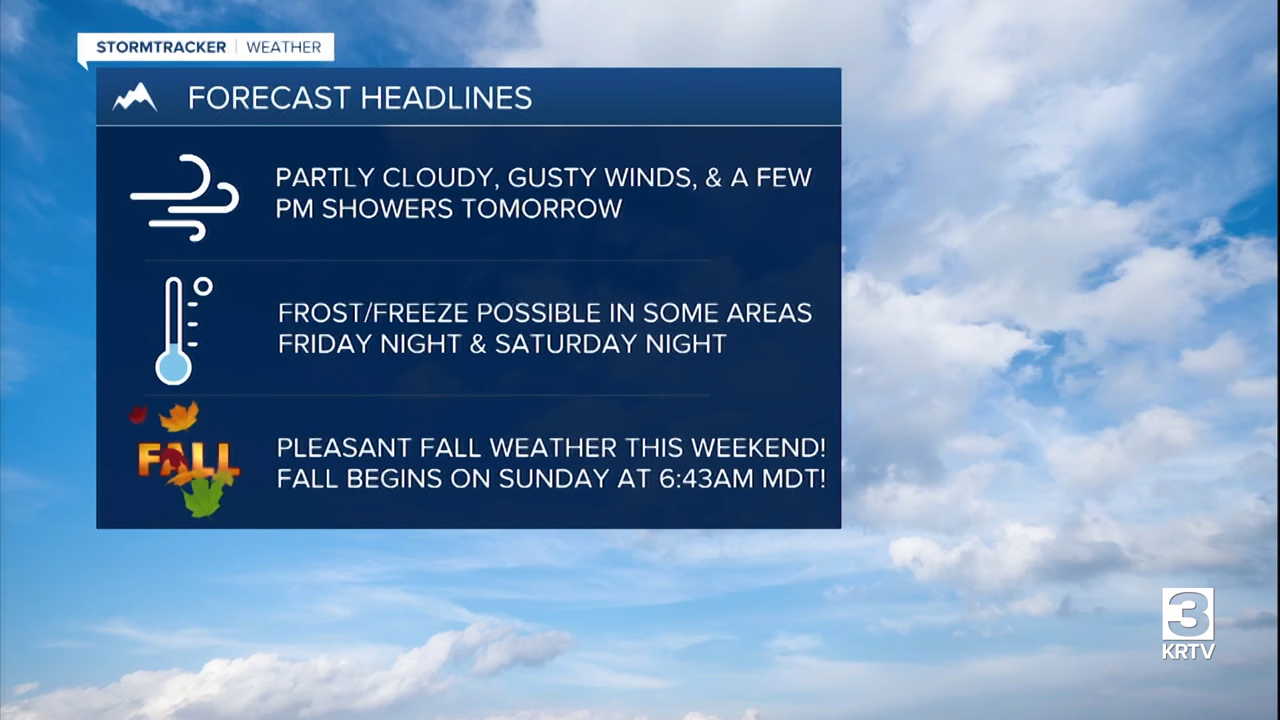 STORMTRACKER | WEATHER
FORECAST HEADLINES
PARTLY CLOUDY, GUSTY WINDS, & A FEW
PM SHOWERS TOMORROW
FROST/FREEZE POSSIBLE IN SOME AREAS
FRIDAY NIGHT & SATURDAY NIGHT
FALL
PLEASANT FALL WEATHER THIS WEEKEND!
FALL BEGINS ON SUNDAY AT 6:43AM MDT!
3
KRTV